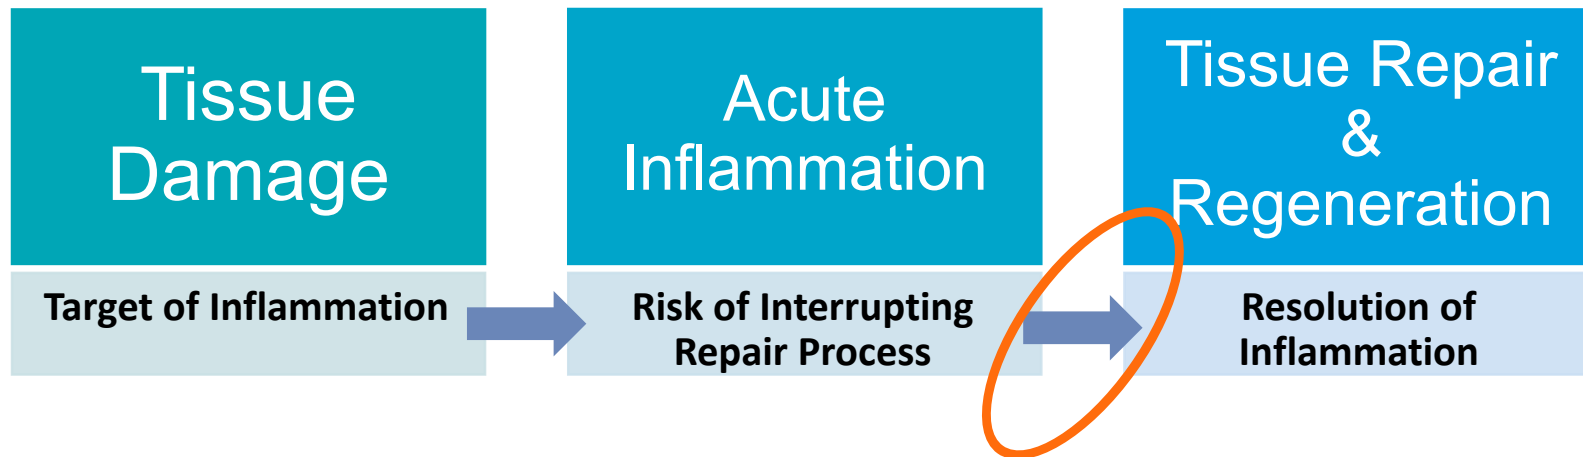 Tissue
Damage
Target of Inflammation
Acute
Inflammation
Risk of Interrupting
Repair Process
Tissue Repair
&
Regeneration
Resolution of
Inflammation